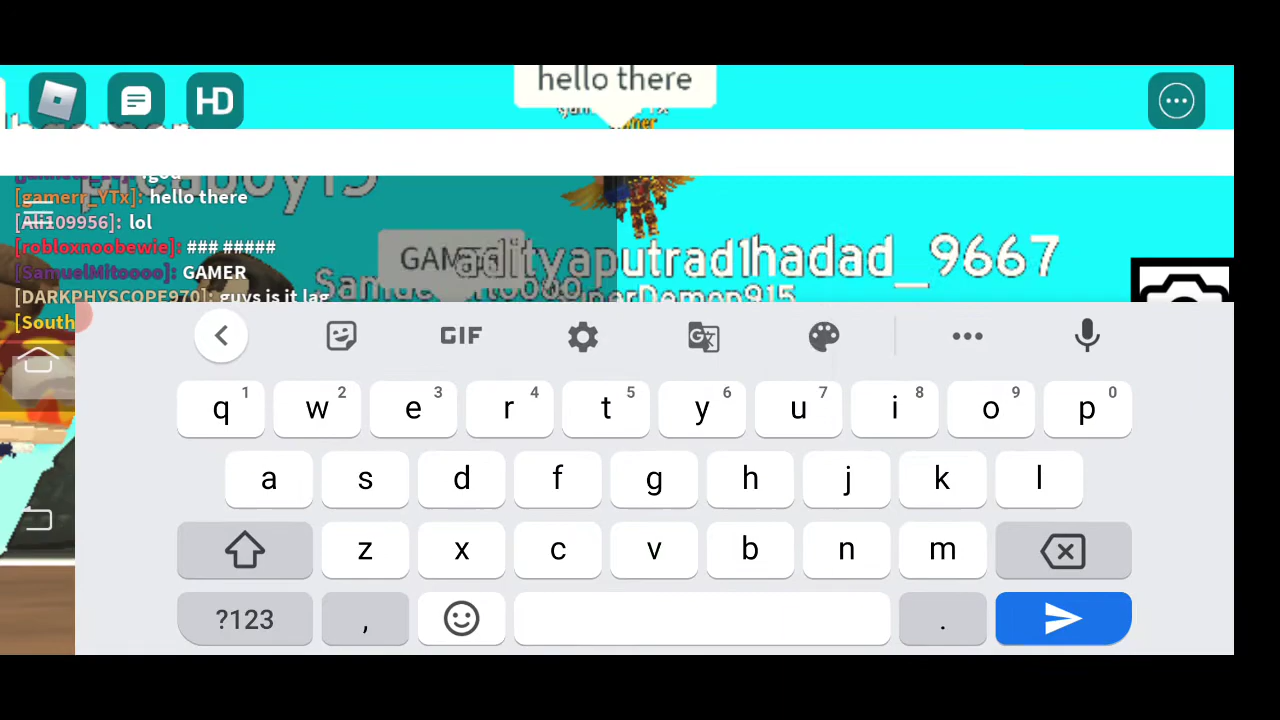 HD
hello there
[gamerr_YTx]: hello there
[Ali109956]: lol
[robloxnoobewie]: ### #####
[SamuelMitoooo]: GAMER
[DARKPHYSCOPE970]: guys is it lag
[South
adityaputrad1hadad_9667
GIF
q 1 w 2 e 3 r 4 t 5 y 6 u 7 i 8 o 9 p 0
a s d f g h j k l
z x c v b n m
?123 , .